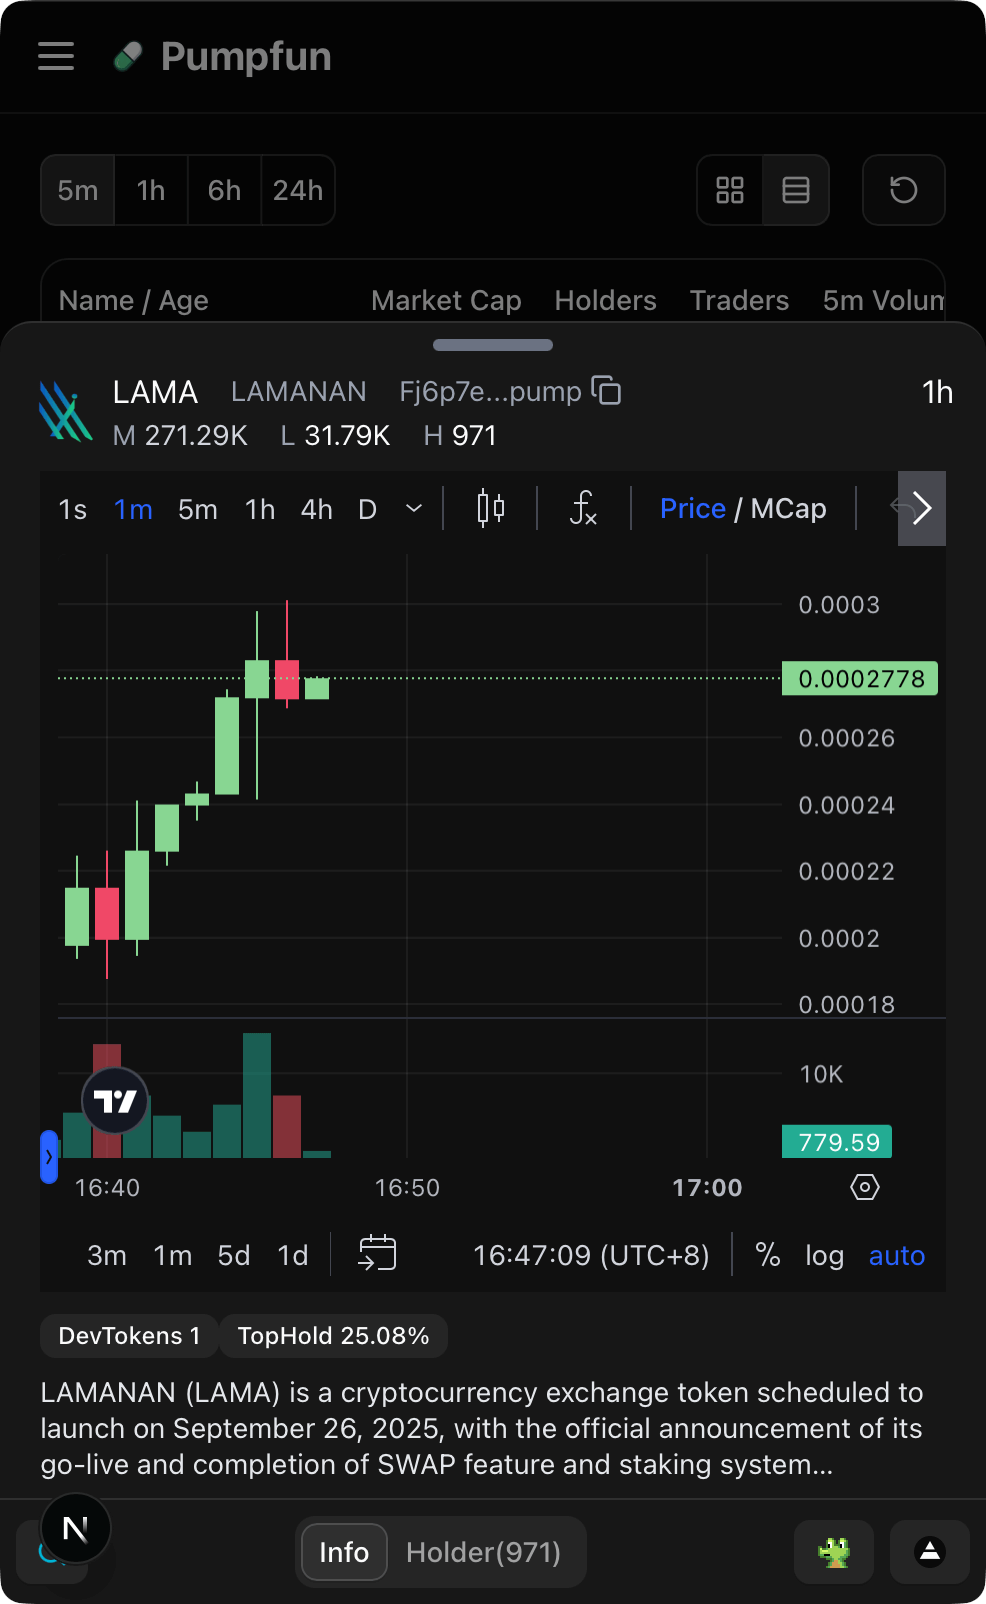 Pumpfun
5m 1h 6h 24h
Name / Age Market Cap Holders Traders 5m Volum
LAMA LAMANAN Fj6p7e...pump 1h
M 271.29K L 31.79K H 971
1s 1m 5m 1h 4h D Price / MCap
0.0003
0.0002778
0.00026
0.00024
0.00022
0.0002
0.00018
10K
779.59
16:40 16:50 17:00
3m 1m 5d 1d 16:47:09 (UTC+8) % log auto
DevTokens 1 TopHold 25.08%
LAMANAN (LAMA) is a cryptocurrency exchange token scheduled to
launch on September 26, 2025, with the official announcement of its
go-live and completion of SWAP feature and staking system...
N Info Holder(971)